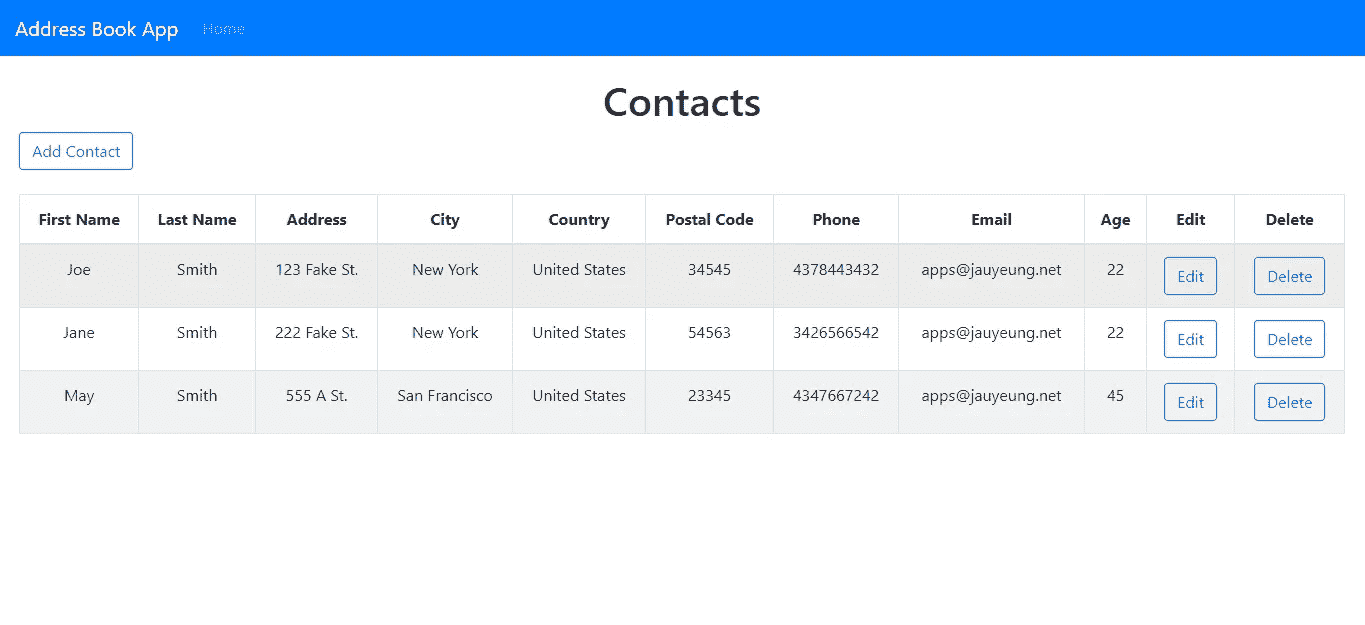 Address Book App Home
Contacts
Add Contact
First Name Last Name Address City Country Postal Code Phone Email Age Edit Delete
Joe Smith 123 Fake St. New York United States 34545 4378443432 apps@jauyeung.net 22 Edit Delete
Jane Smith 222 Fake St. New York United States 54563 3426566542 apps@jauyeung.net 22 Edit Delete
May Smith 555 A St. San Francisco United States 23345 4347667242 apps@jauyeung.net 45 Edit Delete